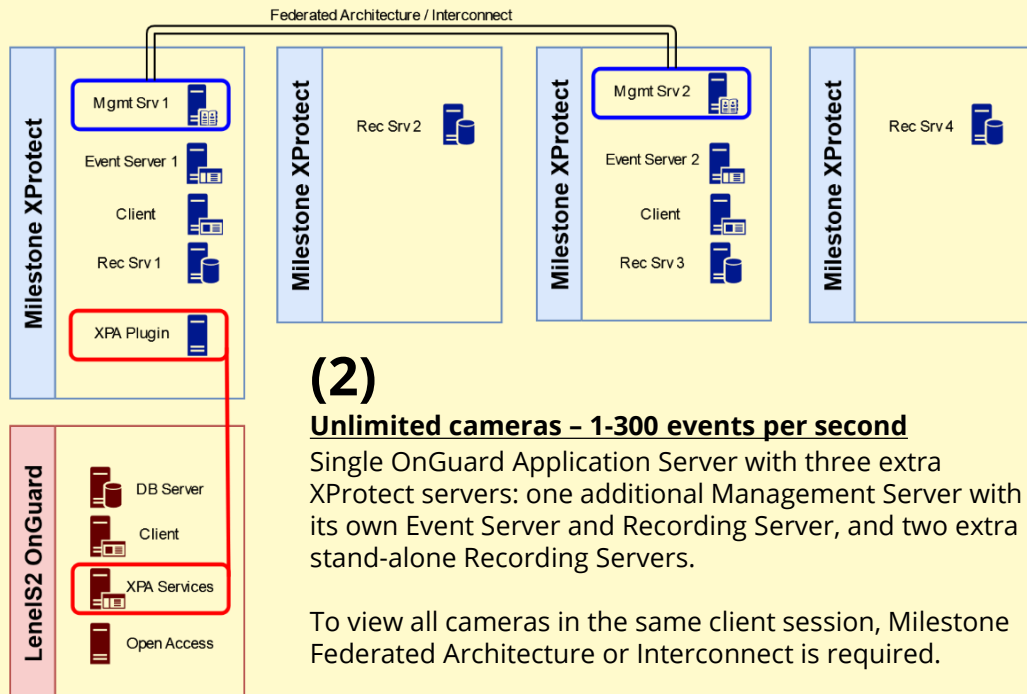 Federated Architecture / Interconnect
Milestone XProtect
Mgmt Srv 1
Event Server 1
Client
Rec Srv 1
XPA Plugin
Milestone XProtect
Rec Srv 2
Milestone XProtect
Mgmt Srv 2
Event Server 2
Client
Rec Srv 3
Milestone XProtect
Rec Srv 4
LenelS2 OnGuard
DB Server
Client
XPA Services
Open Access
(2)
Unlimited cameras – 1-300 events per second
Single OnGuard Application Server with three extra
XProtect servers: one additional Management Server with
its own Event Server and Recording Server, and two extra
stand-alone Recording Servers.
To view all cameras in the same client session, Milestone
Federated Architecture or Interconnect is required.